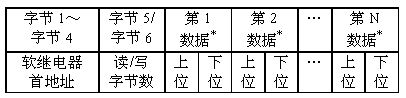 字节1～ 字节5/ 第1 第2 … 第N
字节4 字节6 数据* 数据* 数据*
软继电器 读/写 上 下 上 下 … 上 下
首地址 字节数 位 位 位 位 位 位